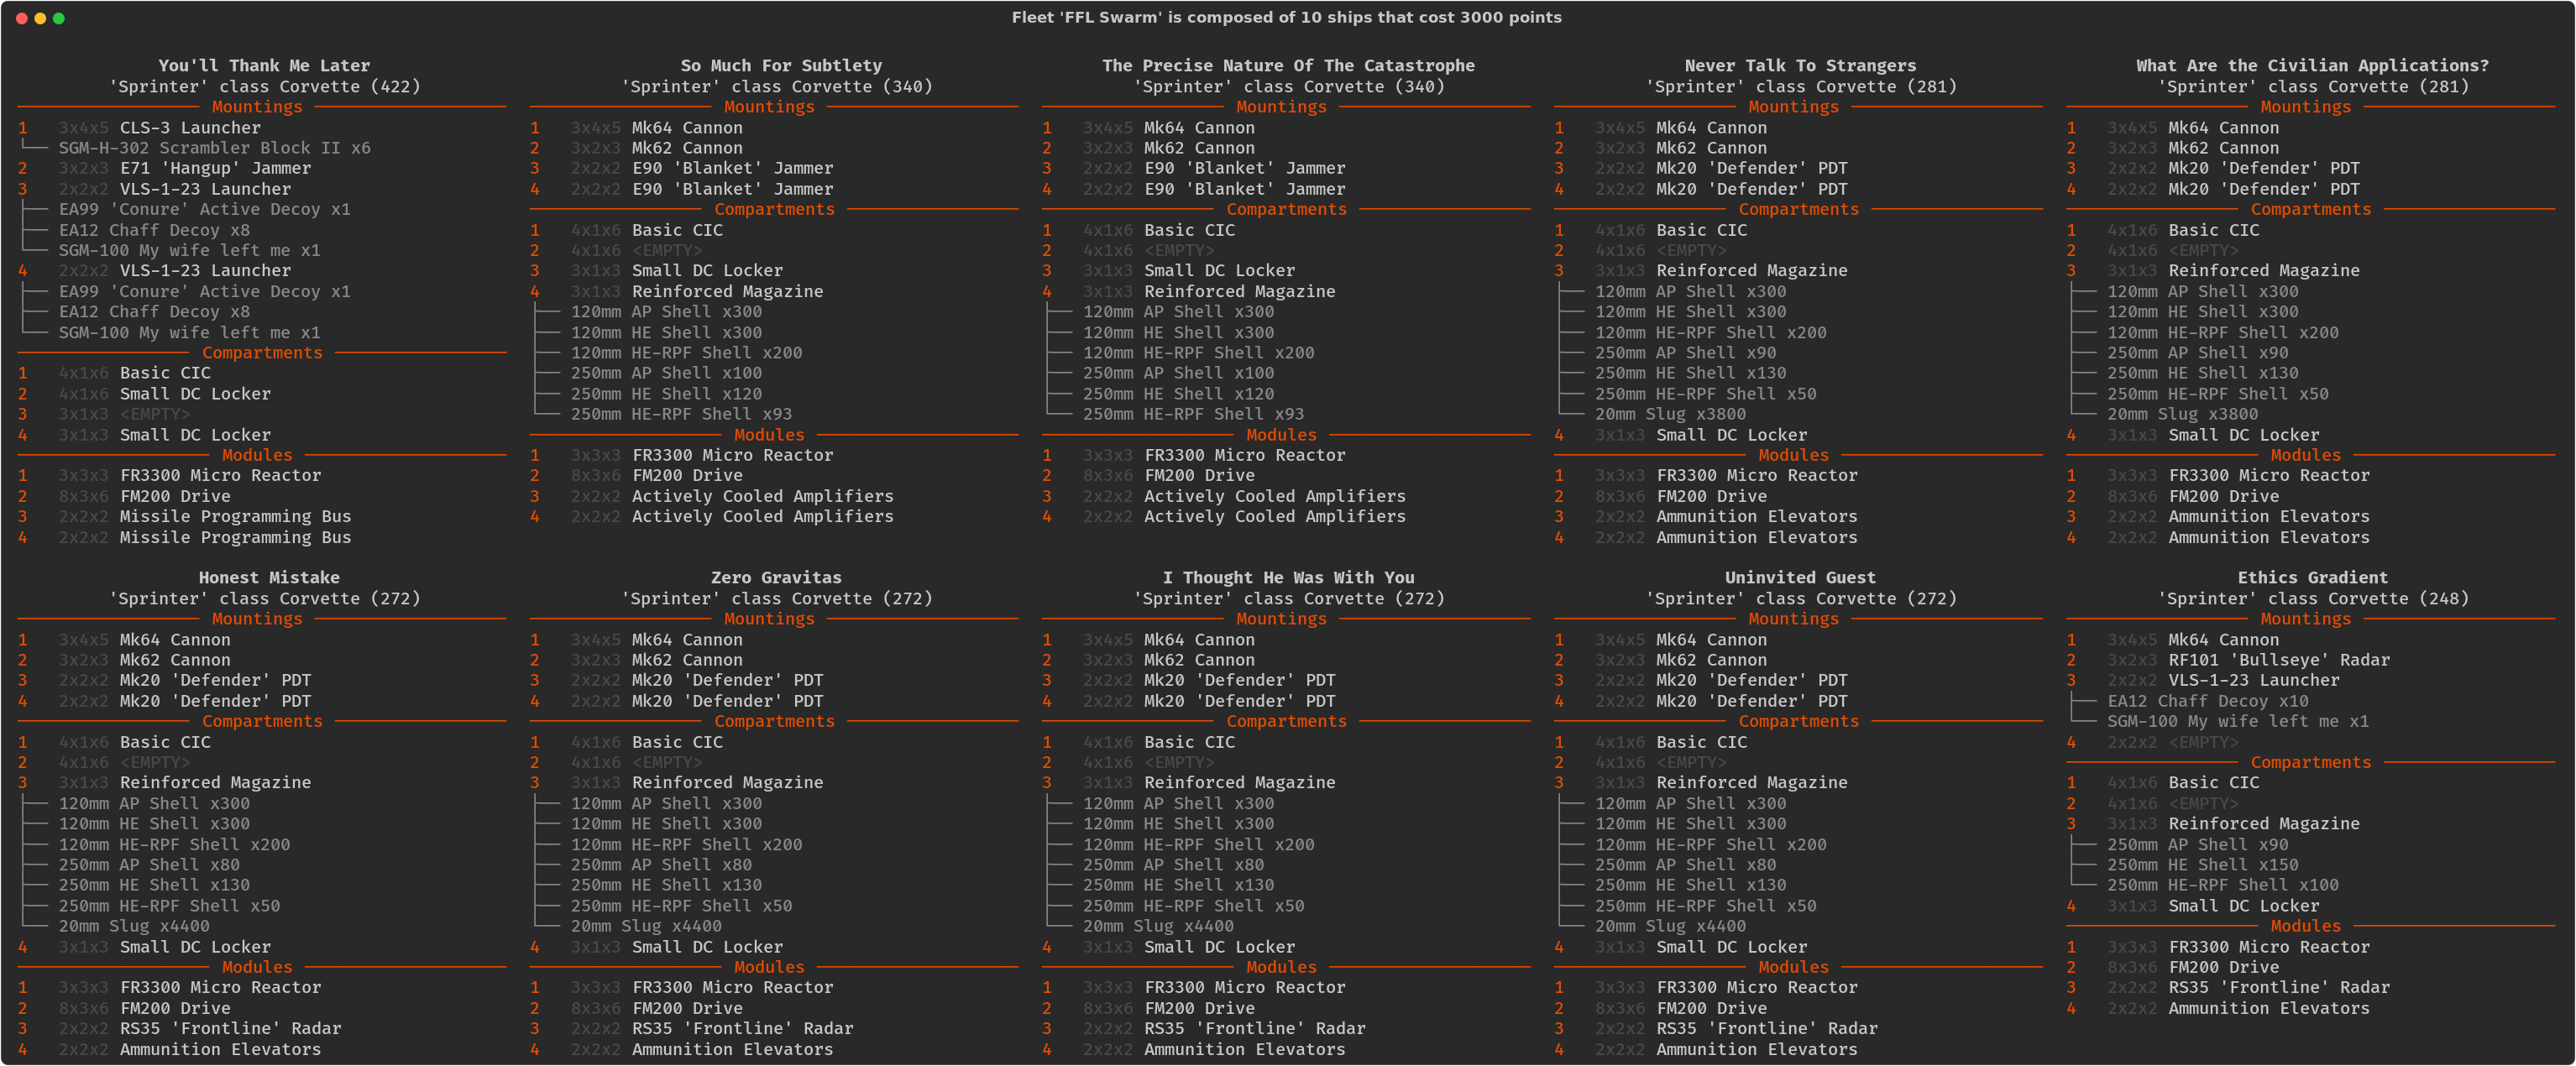 Fleet 'FFL Swarm' is composed of 10 ships that cost 3000 points
You'll Thank Me Later
'Sprinter' class Corvette (422)
Mountings
1 3x4x5 CLS-3 Launcher
SGM-H-302 Scrambler Block II x6
2 3x2x3 E71 'Hangup' Jammer
3 2x2x2 VLS-1-23 Launcher
EA99 'Conure' Active Decoy x1
EA12 Chaff Decoy x8
SGM-100 My wife left me x1
4 2x2x2 VLS-1-23 Launcher
EA99 'Conure' Active Decoy x1
EA12 Chaff Decoy x8
SGM-100 My wife left me x1
Compartments
1 4x1x6 Basic CIC
2 4x1x6 Small DC Locker
3 3x1x3 <EMPTY>
4 3x1x3 Small DC Locker
Modules
1 3x3x3 FR3300 Micro Reactor
2 8x3x6 FM200 Drive
3 2x2x2 Missile Programming Bus
4 2x2x2 Missile Programming Bus
So Much For Subtlety
'Sprinter' class Corvette (340)
Mountings
1 3x4x5 Mk64 Cannon
2 3x2x3 Mk62 Cannon
3 2x2x2 E90 'Blanket' Jammer
4 2x2x2 E90 'Blanket' Jammer
Compartments
1 4x1x6 Basic CIC
2 4x1x6 <EMPTY>
3 3x1x3 Small DC Locker
4 3x1x3 Reinforced Magazine
120mm AP Shell x300
120mm HE Shell x300
120mm HE-RPF Shell x200
250mm AP Shell x100
250mm HE Shell x120
250mm HE-RPF Shell x93
Modules
1 3x3x3 FR3300 Micro Reactor
2 8x3x6 FM200 Drive
3 2x2x2 Actively Cooled Amplifiers
4 2x2x2 Actively Cooled Amplifiers
The Precise Nature Of The Catastrophe
'Sprinter' class Corvette (340)
Mountings
1 3x4x5 Mk64 Cannon
2 3x2x3 Mk62 Cannon
3 2x2x2 E90 'Blanket' Jammer
4 2x2x2 E90 'Blanket' Jammer
Compartments
1 4x1x6 Basic CIC
2 4x1x6 <EMPTY>
3 3x1x3 Small DC Locker
4 3x1x3 Reinforced Magazine
120mm AP Shell x300
120mm HE Shell x300
120mm HE-RPF Shell x200
250mm AP Shell x100
250mm HE Shell x120
250mm HE-RPF Shell x93
Modules
1 3x3x3 FR3300 Micro Reactor
2 8x3x6 FM200 Drive
3 2x2x2 Actively Cooled Amplifiers
4 2x2x2 Actively Cooled Amplifiers
Never Talk To Strangers
'Sprinter' class Corvette (281)
Mountings
1 3x4x5 Mk64 Cannon
2 3x2x3 Mk62 Cannon
3 2x2x2 Mk20 'Defender' PDT
4 2x2x2 Mk20 'Defender' PDT
Compartments
1 4x1x6 Basic CIC
2 4x1x6 <EMPTY>
3 3x1x3 Reinforced Magazine
120mm AP Shell x300
120mm HE Shell x300
120mm HE-RPF Shell x200
250mm AP Shell x90
250mm HE Shell x130
250mm HE-RPF Shell x50
20mm Slug x3800
4 3x1x3 Small DC Locker
Modules
1 3x3x3 FR3300 Micro Reactor
2 8x3x6 FM200 Drive
3 2x2x2 Ammunition Elevators
4 2x2x2 Ammunition Elevators
What Are the Civilian Applications?
'Sprinter' class Corvette (281)
Mountings
1 3x4x5 Mk64 Cannon
2 3x2x3 Mk62 Cannon
3 2x2x2 Mk20 'Defender' PDT
4 2x2x2 Mk20 'Defender' PDT
Compartments
1 4x1x6 Basic CIC
2 4x1x6 <EMPTY>
3 3x1x3 Reinforced Magazine
120mm AP Shell x300
120mm HE Shell x300
120mm HE-RPF Shell x200
250mm AP Shell x90
250mm HE Shell x130
250mm HE-RPF Shell x50
20mm Slug x3800
4 3x1x3 Small DC Locker
Modules
1 3x3x3 FR3300 Micro Reactor
2 8x3x6 FM200 Drive
3 2x2x2 Ammunition Elevators
4 2x2x2 Ammunition Elevators
Honest Mistake
'Sprinter' class Corvette (272)
Mountings
1 3x4x5 Mk64 Cannon
2 3x2x3 Mk62 Cannon
3 2x2x2 Mk20 'Defender' PDT
4 2x2x2 Mk20 'Defender' PDT
Compartments
1 4x1x6 Basic CIC
2 4x1x6 <EMPTY>
3 3x1x3 Reinforced Magazine
120mm AP Shell x300
120mm HE Shell x300
120mm HE-RPF Shell x200
250mm AP Shell x80
250mm HE Shell x130
250mm HE-RPF Shell x50
20mm Slug x4400
4 3x1x3 Small DC Locker
Modules
1 3x3x3 FR3300 Micro Reactor
2 8x3x6 FM200 Drive
3 2x2x2 RS35 'Frontline' Radar
4 2x2x2 Ammunition Elevators
Zero Gravitas
'Sprinter' class Corvette (272)
Mountings
1 3x4x5 Mk64 Cannon
2 3x2x3 Mk62 Cannon
3 2x2x2 Mk20 'Defender' PDT
4 2x2x2 Mk20 'Defender' PDT
Compartments
1 4x1x6 Basic CIC
2 4x1x6 <EMPTY>
3 3x1x3 Reinforced Magazine
120mm AP Shell x300
120mm HE Shell x300
120mm HE-RPF Shell x200
250mm AP Shell x80
250mm HE Shell x130
250mm HE-RPF Shell x50
20mm Slug x4400
4 3x1x3 Small DC Locker
Modules
1 3x3x3 FR3300 Micro Reactor
2 8x3x6 FM200 Drive
3 2x2x2 RS35 'Frontline' Radar
4 2x2x2 Ammunition Elevators
I Thought He Was With You
'Sprinter' class Corvette (272)
Mountings
1 3x4x5 Mk64 Cannon
2 3x2x3 Mk62 Cannon
3 2x2x2 Mk20 'Defender' PDT
4 2x2x2 Mk20 'Defender' PDT
Compartments
1 4x1x6 Basic CIC
2 4x1x6 <EMPTY>
3 3x1x3 Reinforced Magazine
120mm AP Shell x300
120mm HE Shell x300
120mm HE-RPF Shell x200
250mm AP Shell x80
250mm HE Shell x130
250mm HE-RPF Shell x50
20mm Slug x4400
4 3x1x3 Small DC Locker
Modules
1 3x3x3 FR3300 Micro Reactor
2 8x3x6 FM200 Drive
3 2x2x2 RS35 'Frontline' Radar
4 2x2x2 Ammunition Elevators
Uninvited Guest
'Sprinter' class Corvette (272)
Mountings
1 3x4x5 Mk64 Cannon
2 3x2x3 Mk62 Cannon
3 2x2x2 Mk20 'Defender' PDT
4 2x2x2 Mk20 'Defender' PDT
Compartments
1 4x1x6 Basic CIC
2 4x1x6 <EMPTY>
3 3x1x3 Reinforced Magazine
120mm AP Shell x300
120mm HE Shell x300
120mm HE-RPF Shell x200
250mm AP Shell x80
250mm HE Shell x130
250mm HE-RPF Shell x50
20mm Slug x4400
4 3x1x3 Small DC Locker
Modules
1 3x3x3 FR3300 Micro Reactor
2 8x3x6 FM200 Drive
3 2x2x2 RS35 'Frontline' Radar
4 2x2x2 Ammunition Elevators
Ethics Gradient
'Sprinter' class Corvette (248)
Mountings
1 3x4x5 Mk64 Cannon
2 3x2x3 RF101 'Bullseye' Radar
3 2x2x2 VLS-1-23 Launcher
EA12 Chaff Decoy x10
SGM-100 My wife left me x1
4 2x2x2 <EMPTY>
Compartments
1 4x1x6 Basic CIC
2 4x1x6 <EMPTY>
3 3x1x3 Reinforced Magazine
250mm AP Shell x90
250mm HE Shell x150
250mm HE-RPF Shell x100
4 3x1x3 Small DC Locker
Modules
1 3x3x3 FR3300 Micro Reactor
2 8x3x6 FM200 Drive
3 2x2x2 RS35 'Frontline' Radar
4 2x2x2 Ammunition Elevators